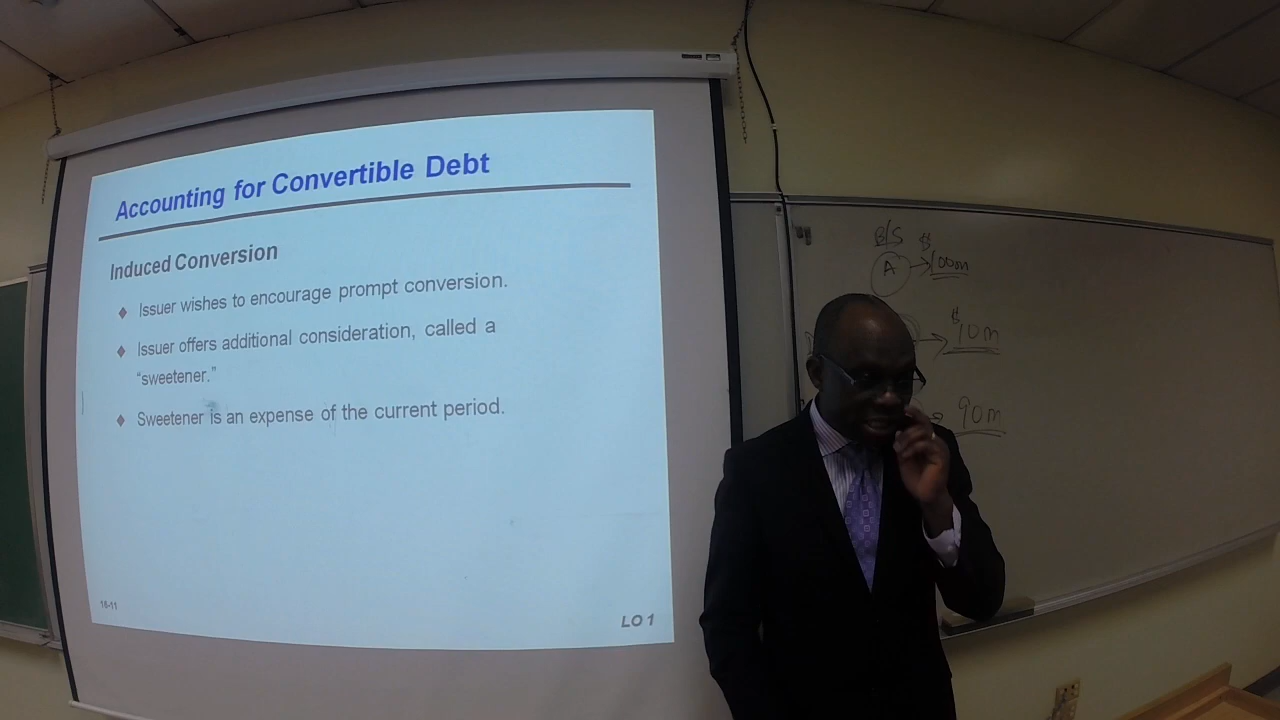 Accounting for Convertible Debt
Induced Conversion
Issuer wishes to encourage prompt conversion.
Issuer offers additional consideration, called a
“sweetener.”
Sweetener is an expense of the current period.
16-11
LO 1
B/S
A → $100m
→ $10m
90m